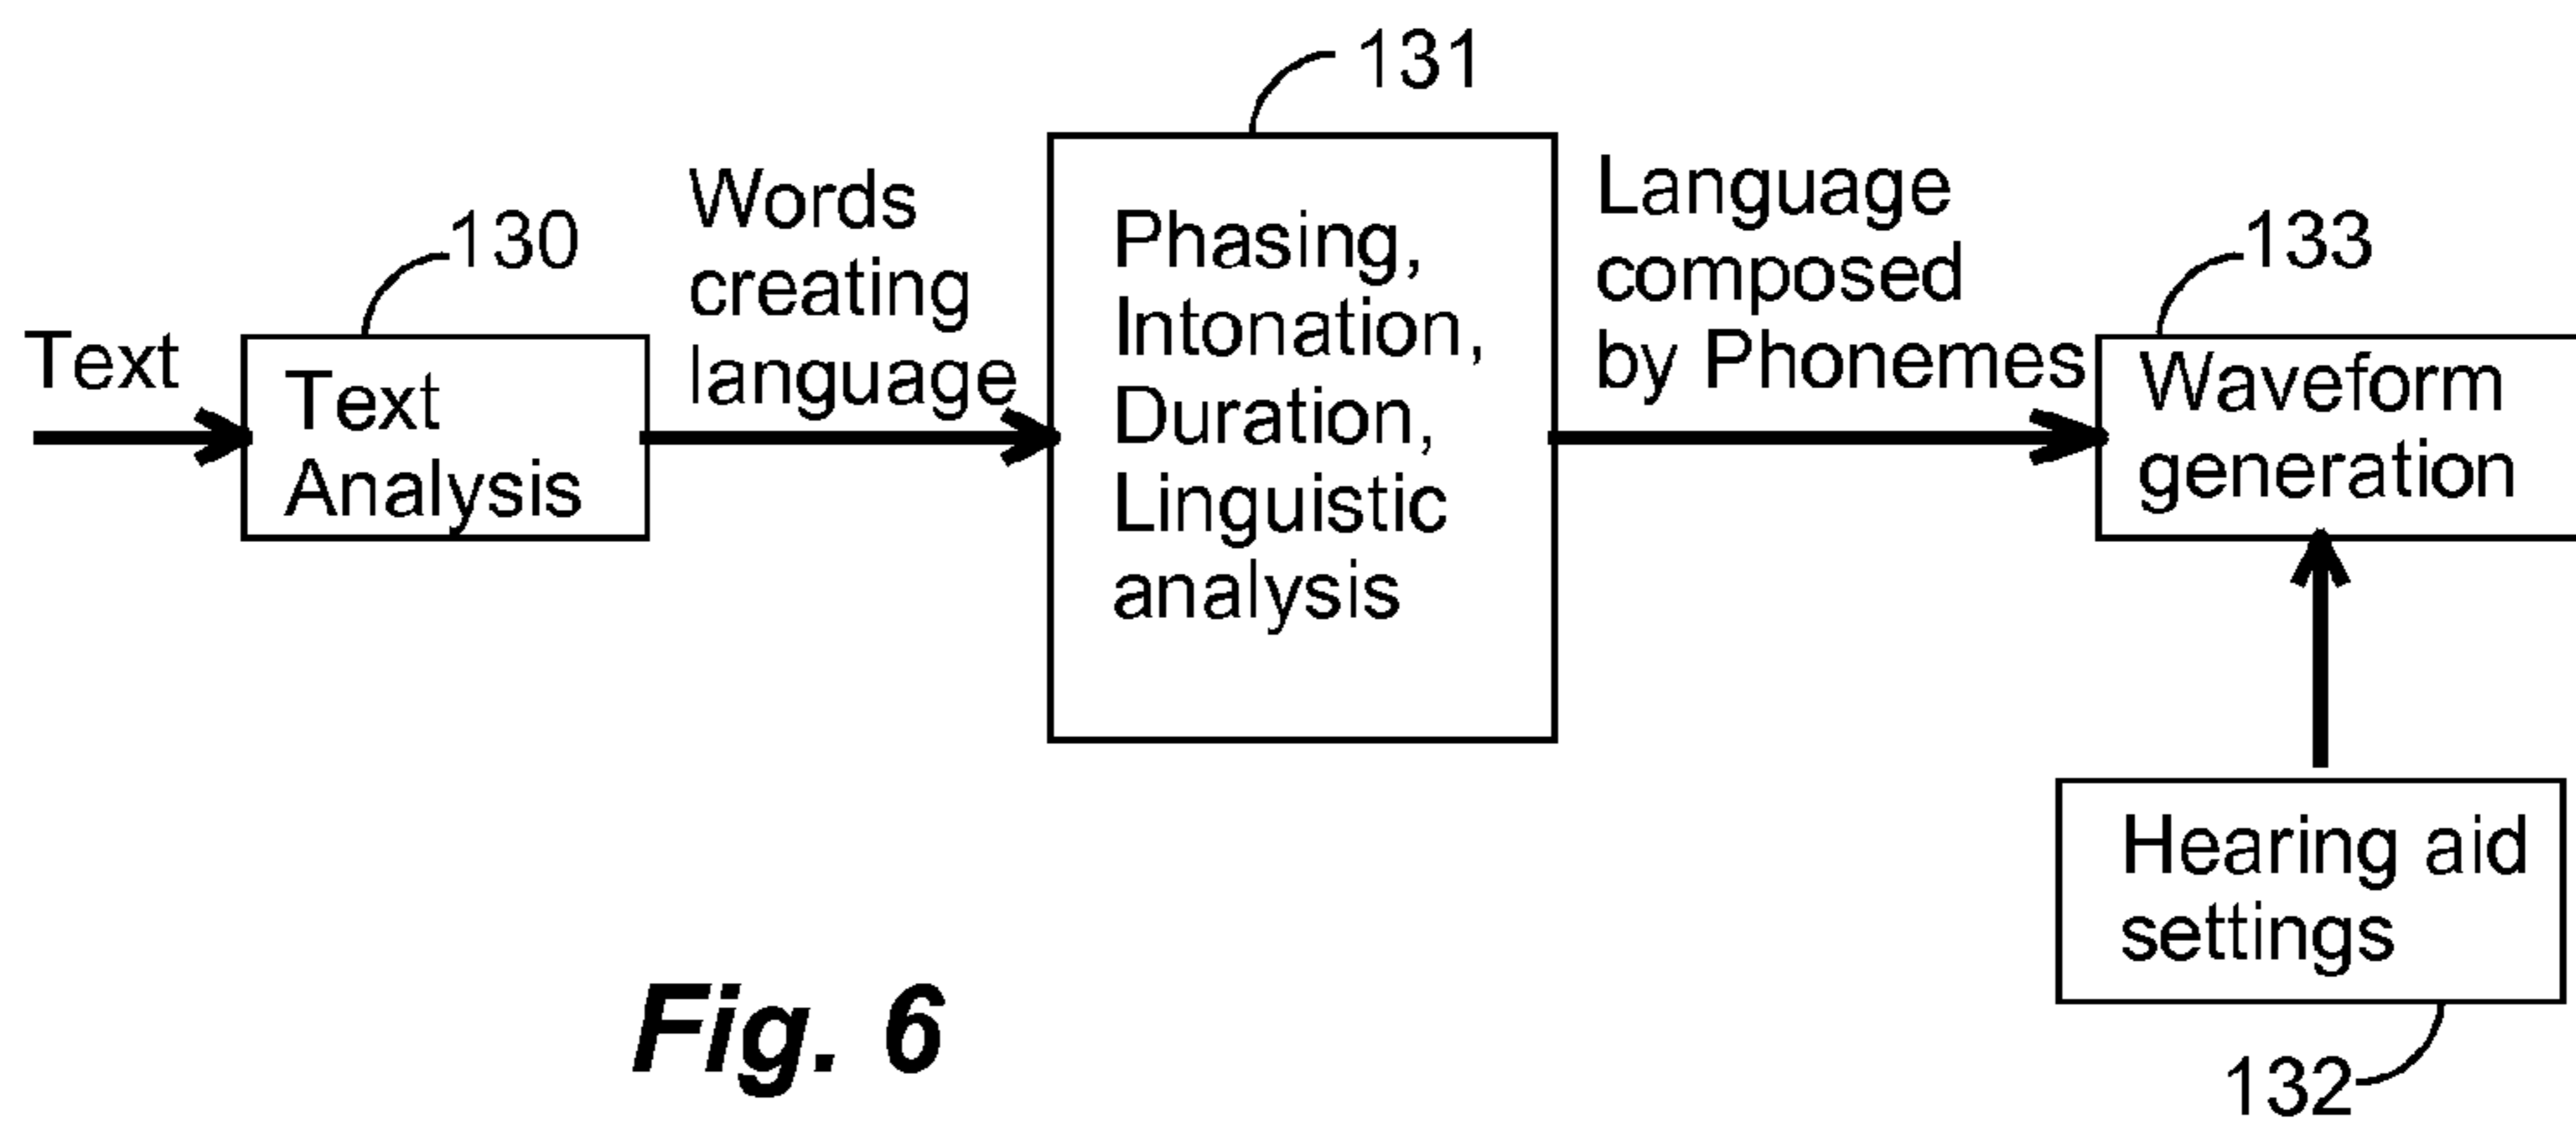 131
130
Words
creating
language
Language
composed
by Phonemes
133
Text
Text
Analysis
Phasing,
Intonation,
Duration,
Linguistic
analysis
Waveform
generation
Hearing aid
settings
132
Fig. 6